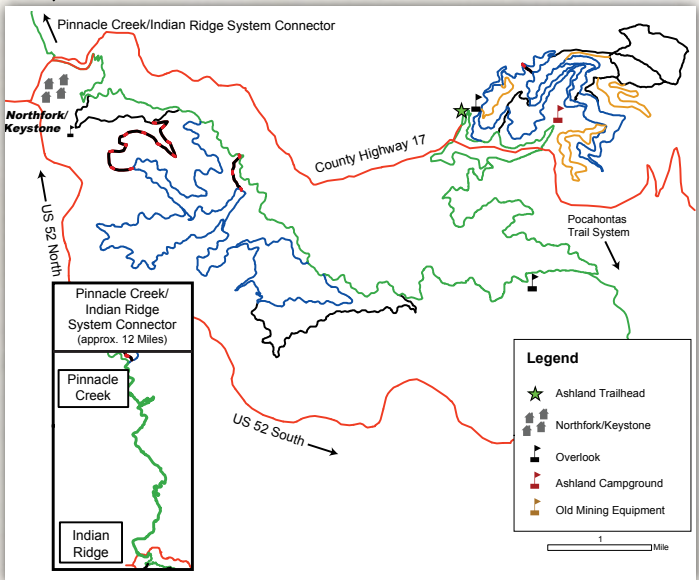 Pinnacle Creek/Indian Ridge System Connector
Northfork/
Keystone
County Highway 17
US 52 North
Pocahontas
Trail System
Pinnacle Creek/
Indian Ridge
System Connector
(approx. 12 Miles)
Pinnacle
Creek
Indian
Ridge
US 52 South
Legend
Ashland Trailhead
Northfork/Keystone
Overlook
Ashland Campground
Old Mining Equipment
1
Mile